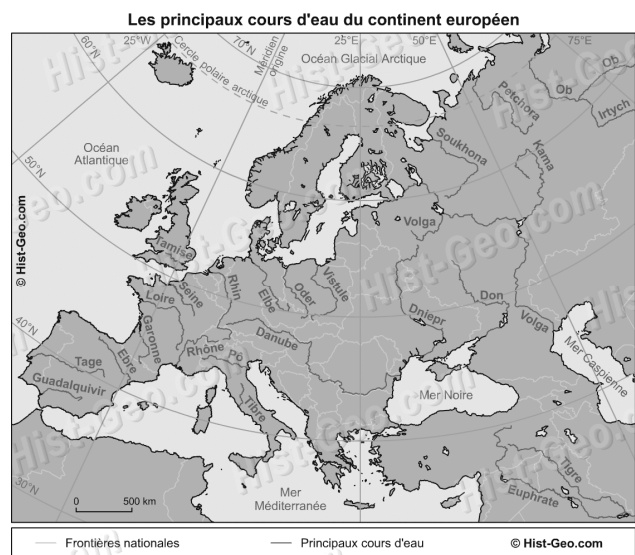 Les principaux cours d'eau du continent européen
60°N
25°W
Cercle polaire arctique
70°N
Méridien origine
25°E
50°E
75°E
Océan Glacial Arctique
Ob
Ob
Irtych
Petchora
Océan
Atlantique
50°N
Soukhona
Kama
© Hist-Geo.com
Volga
Tamise
Seine
Rhin
Elbe
Oder
Vistule
Loire
Don
Dniepr
Volga
Garonne
Danube
Mer Caspienne
40°N
Rhône
Pô
Tage
Ebre
Guadalquivir
Mer Noire
Tibre
Tigre
Euphrate
30°N
0 500 km
Mer
Méditerranée
Frontières nationales
Principaux cours d'eau
© Hist-Geo.com
Hist-Geo.com